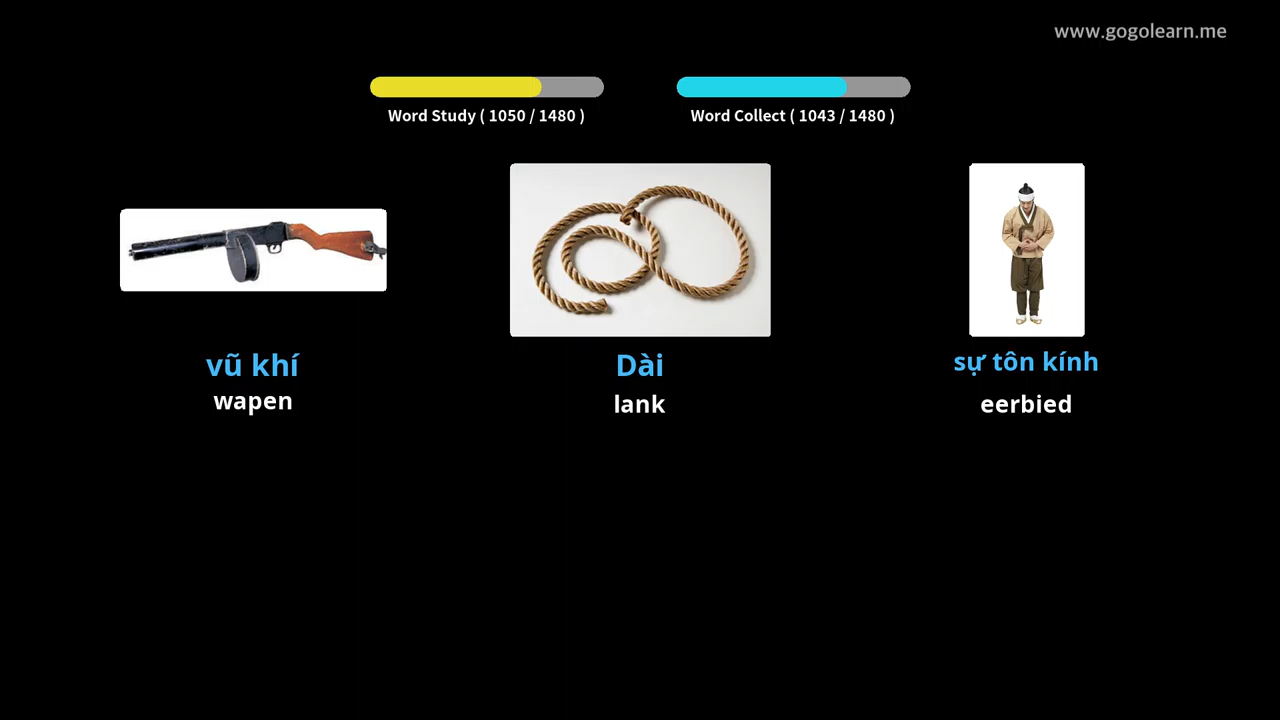 www.gogolearn.me
Word Study ( 1050 / 1480 )
Word Collect ( 1043 / 1480 )
vũ khí
wapen
Dài
lank
sự tôn kính
eerbied